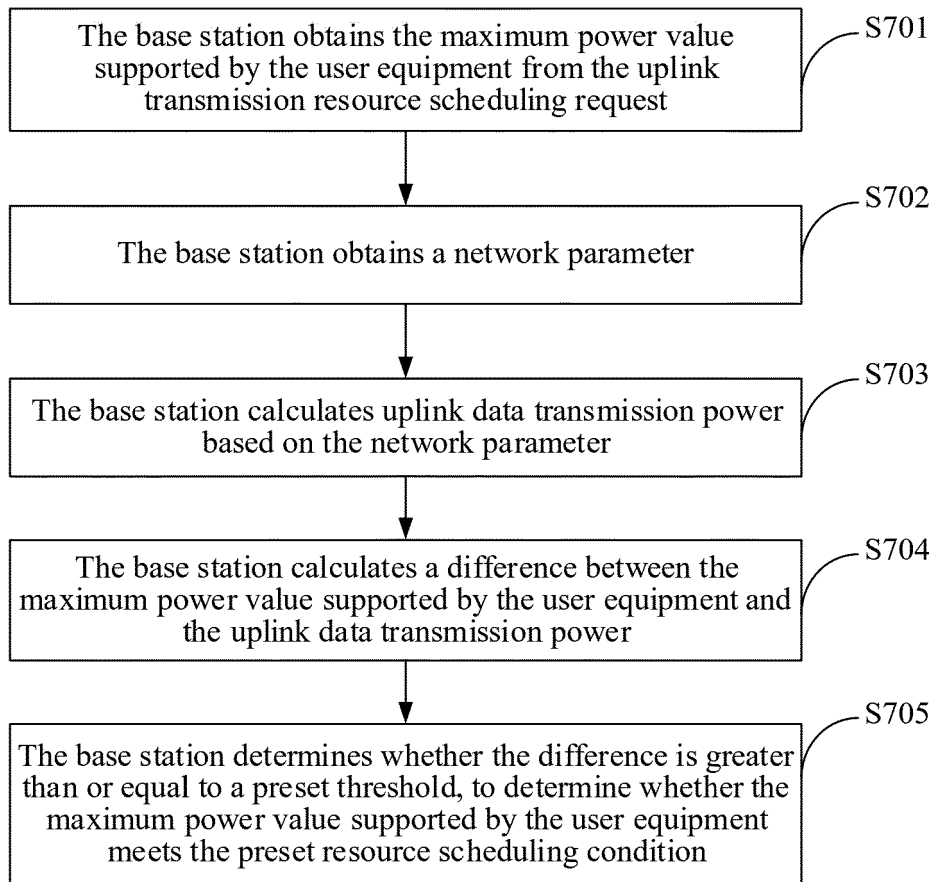 The base station obtains the maximum power value
supported by the user equipment from the uplink
transmission resource scheduling request
S701
The base station obtains a network parameter
S702
The base station calculates uplink data transmission power
based on the network parameter
S703
The base station calculates a difference between the
maximum power value supported by the user equipment and
the uplink data transmission power
S704
The base station determines whether the difference is greater
than or equal to a preset threshold, to determine whether the
maximum power value supported by the user equipment
meets the preset resource scheduling condition
S705